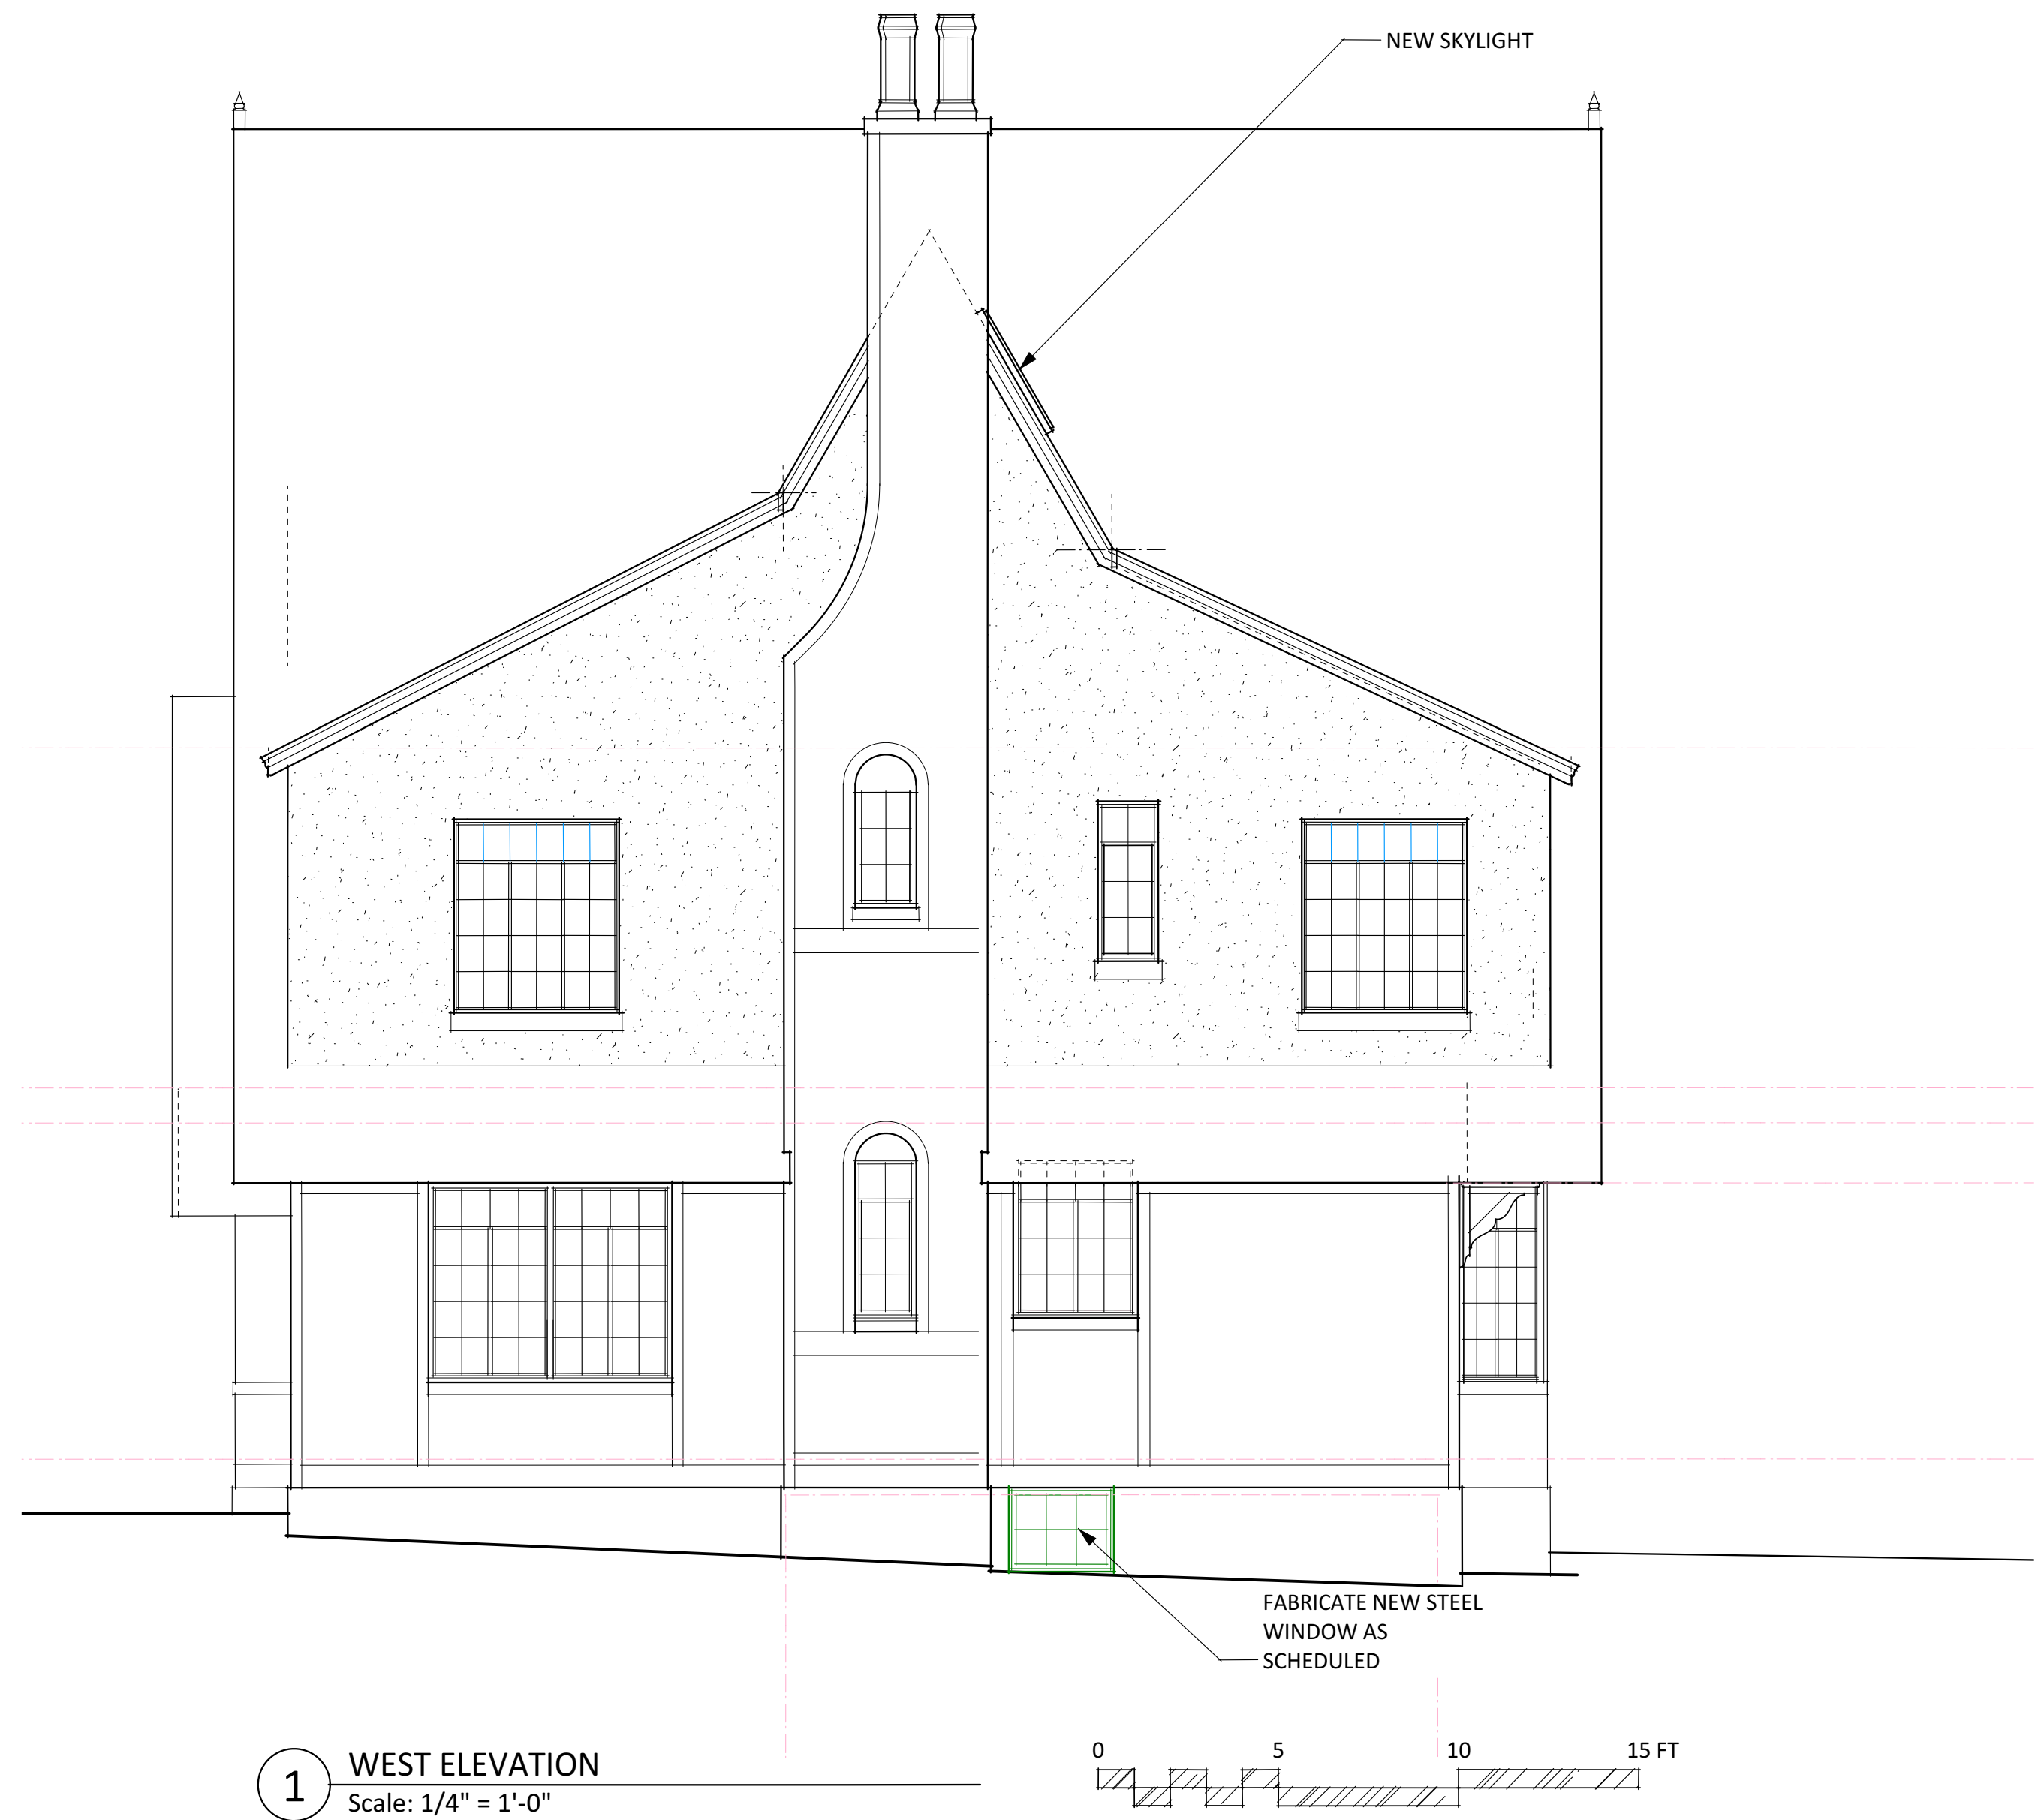 NEW SKYLIGHT
FABRICATE NEW STEEL
WINDOW AS
SCHEDULED
1
WEST ELEVATION
Scale: 1/4" = 1'-0"
0 5 10 15 FT